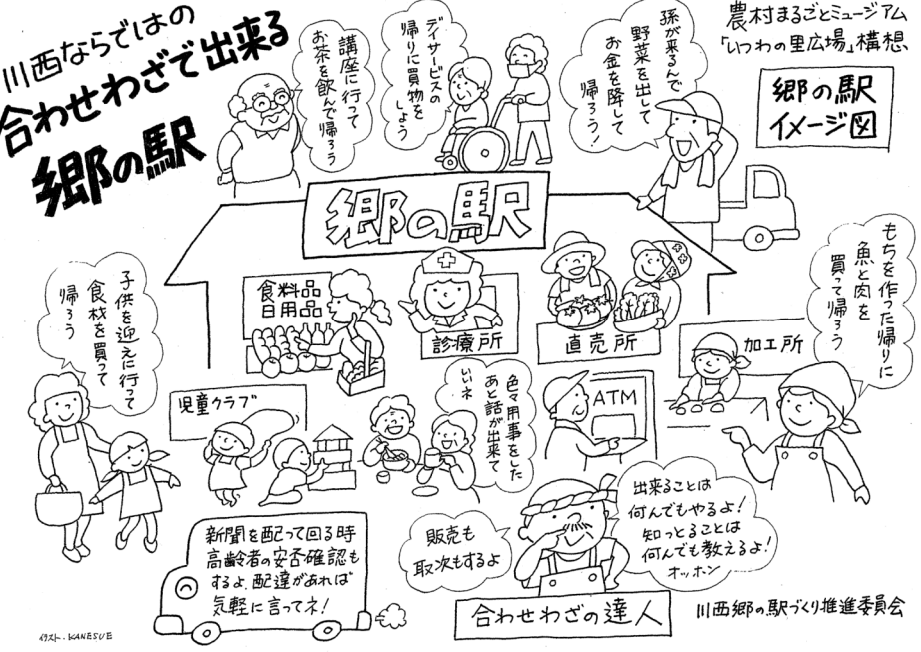 川西ならではの
合わせわざで出来る
郷の駅
農村まるごとミュージアム
「いつわの里広場」構想
郷の駅
イメージ図
講座に行って
お茶を飲んで帰ろう
デイサービスの
帰りに買物を
しよう
孫が来るんで
野菜を出して
お金を降して
帰ろう!
郷の駅
食料品
日用品
診療所
直売所
加工所
もちを作った帰りに
魚と肉を
買って帰ろう
子供を迎えに行って
食材を買って
帰ろう
児童クラブ
色々用事をした
あと話が出来て
いいネ
ATM
新聞を配って回る時
高齢者の安否確認も
するよ、配達があれば
気軽に言ってネ!
販売も
取次もするよ
出来ることは
何んでもやるよ!
知っとることは
何んでも教えるよ!
オッホン
合わせわざの達人
川西郷の駅づくり推進委員会
イラスト・KANESUE